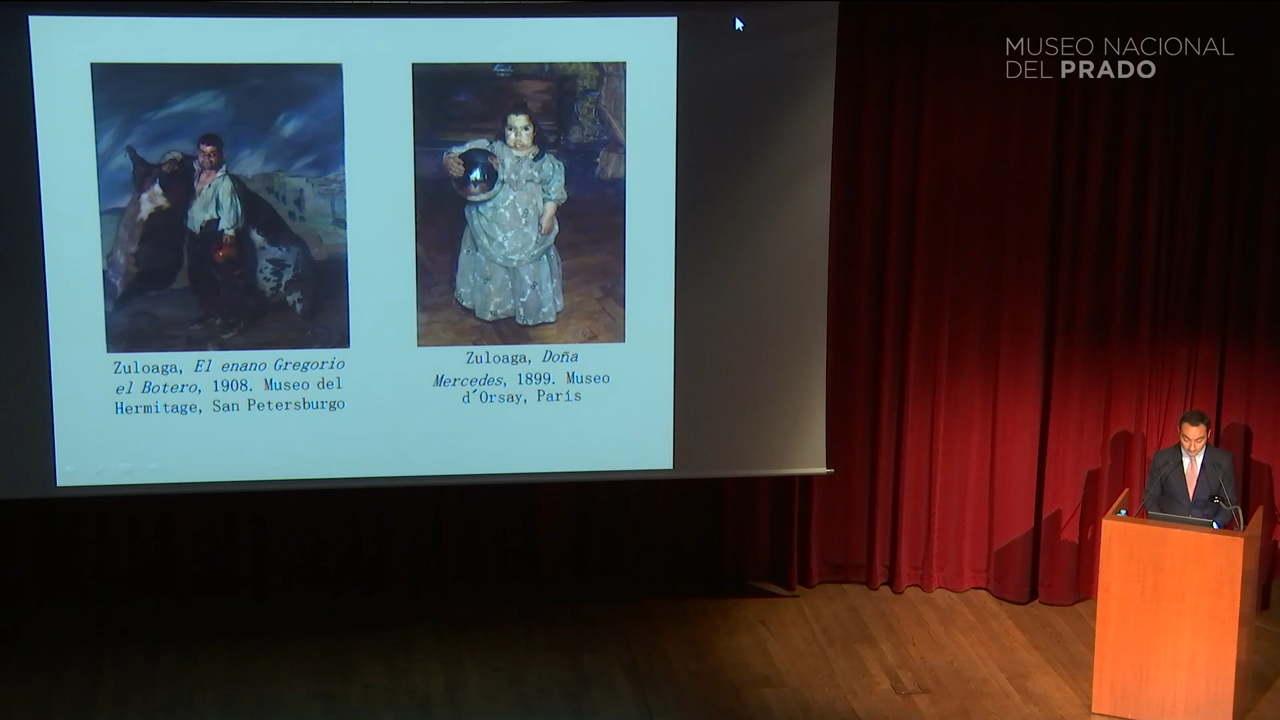 MUSEO NACIONAL
DEL PRADO
Zuloaga, El enano Gregorio
el Botero, 1908. Museo del
Hermitage, San Petersburgo
Zuloaga, Doña
Mercedes, 1899. Museo
d´Orsay, París